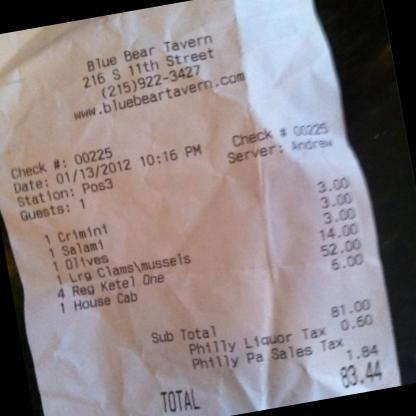 Blue Bear Tavern
216 S 11th Street
(215)922-3427
www.bluebeartavern.com
Check #: 00225 Check # 00225
Date: 01/13/2012 10:16 PM Server: Andrew
Station: Pos3
Guests: 1
1 Crimini 3.00
1 Salami 3.00
1 Olives 3.00
1 Lrg Clams\mussels 14.00
4 Reg Ketel One 52.00
1 House Cab 6.00
Sub Total 81.00
Philly Liquor Tax 0.60
Philly Pa Sales Tax 1.84
TOTAL 83.44